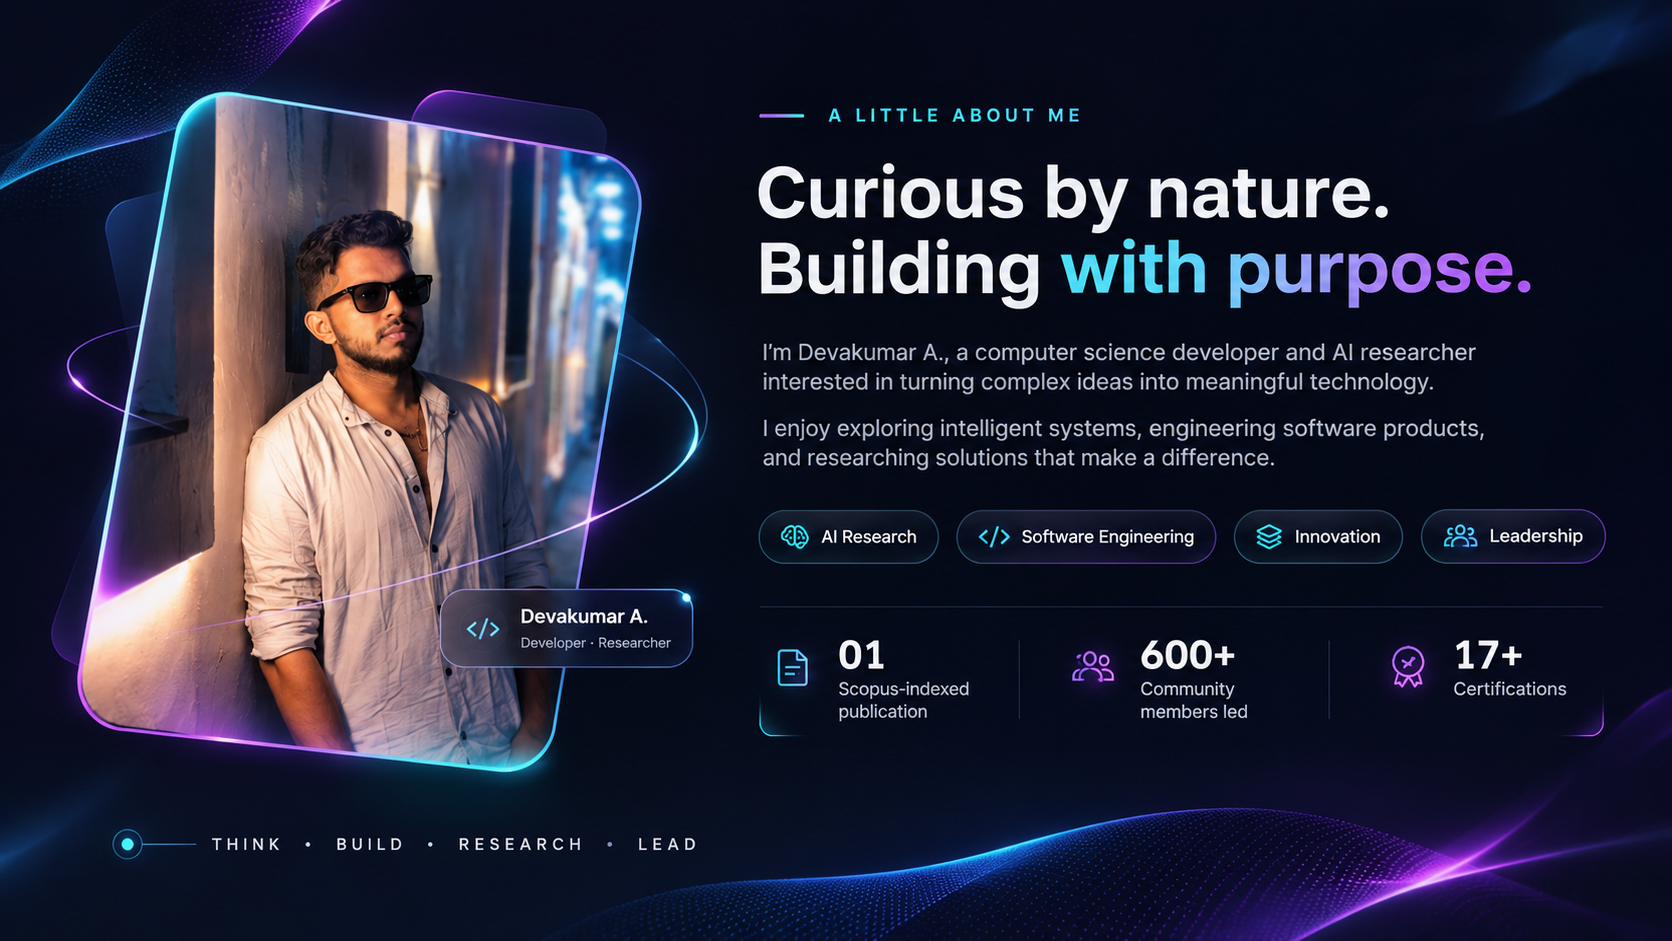 A LITTLE ABOUT ME
Curious by nature.
Building with purpose.
I'm Devakumar A., a computer science developer and AI researcher
interested in turning complex ideas into meaningful technology.
I enjoy exploring intelligent systems, engineering software products,
and researching solutions that make a difference.
AI Research
</> Software Engineering
Innovation
Leadership
</>
Devakumar A.
Developer · Researcher
01
Scopus-indexed
publication
600+
Community
members led
17+
Certifications
THINK • BUILD • RESEARCH • LEAD